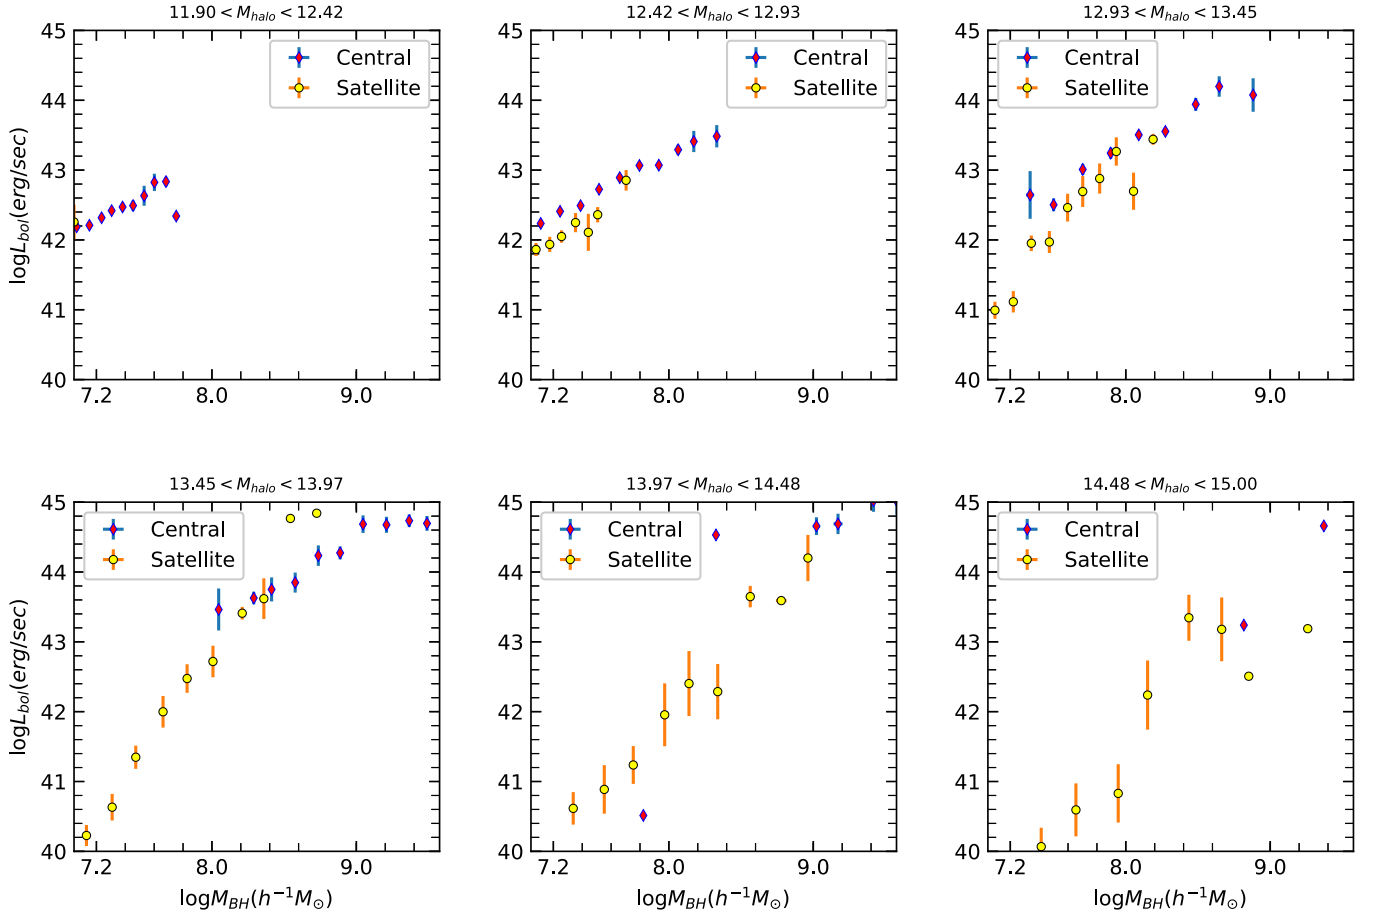 11.90 < M_halo < 12.42
45
44
43
42
41
40
logL_bol(erg/sec)
Central
Satellite
7.2 8.0 9.0
12.42 < M_halo < 12.93
45
44
43
42
41
40
Central
Satellite
7.2 8.0 9.0
12.93 < M_halo < 13.45
45
44
43
42
41
40
Central
Satellite
7.2 8.0 9.0
13.45 < M_halo < 13.97
45
44
43
42
41
40
logL_bol(erg/sec)
Central
Satellite
7.2 8.0 9.0
logM_BH(h⁻¹M_⊙)
13.97 < M_halo < 14.48
45
44
43
42
41
40
Central
Satellite
7.2 8.0 9.0
logM_BH(h⁻¹M_⊙)
14.48 < M_halo < 15.00
45
44
43
42
41
40
Central
Satellite
7.2 8.0 9.0
logM_BH(h⁻¹M_⊙)